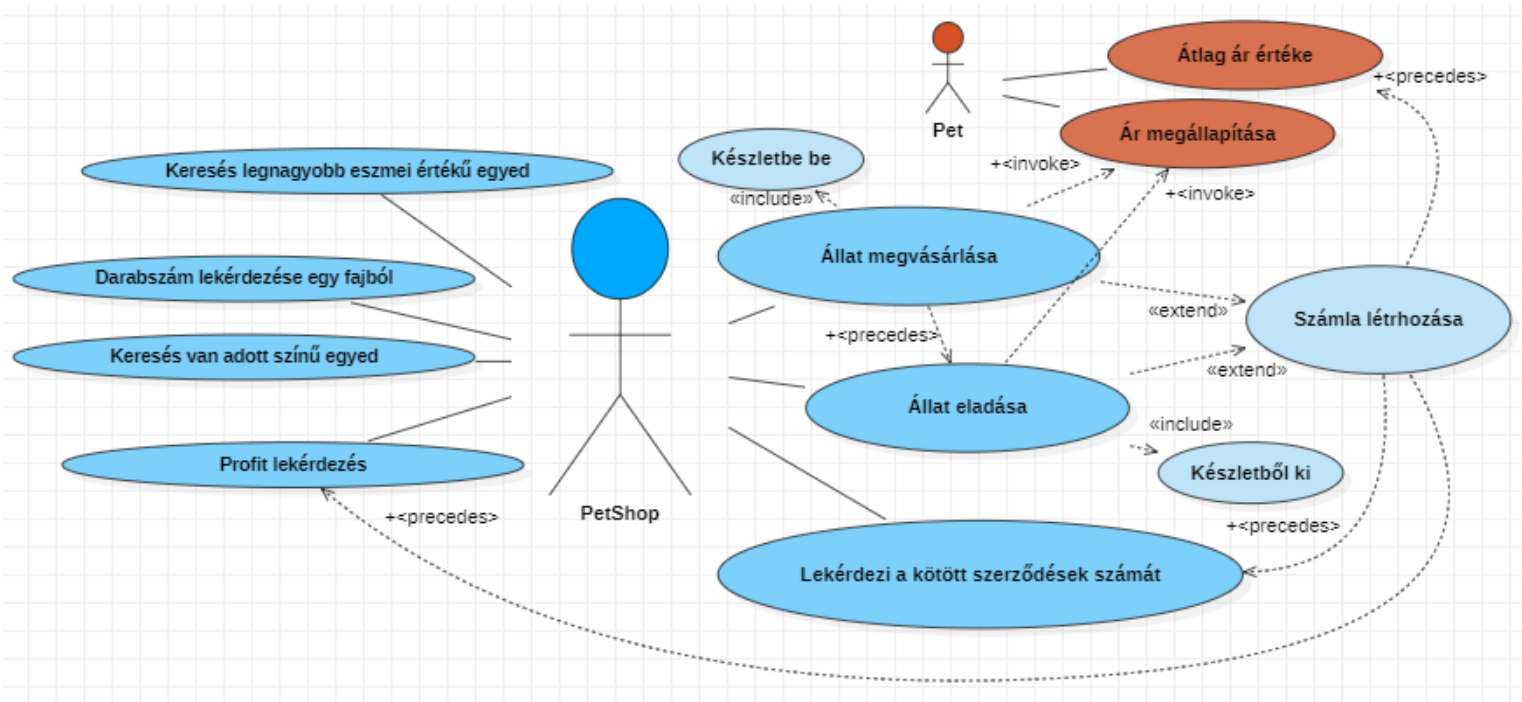 Átlag ár értéke
+<precedes>
Pet
Ár megállapítása
Készletbe be
+<invoke>
Keresés legnagyobb eszmei értékű egyed
«include»
+<invoke>
Állat megvásárlása
Darabszám lekérdezése egy fajból
«extend»
Számla létrhozása
+<precedes>
Keresés van adott színű egyed
«extend»
Állat eladása
«include»
Profit lekérdezés
Készletből ki
PetShop
+<precedes>
+<precedes>
Lekérdezi a kötött szerződések számát